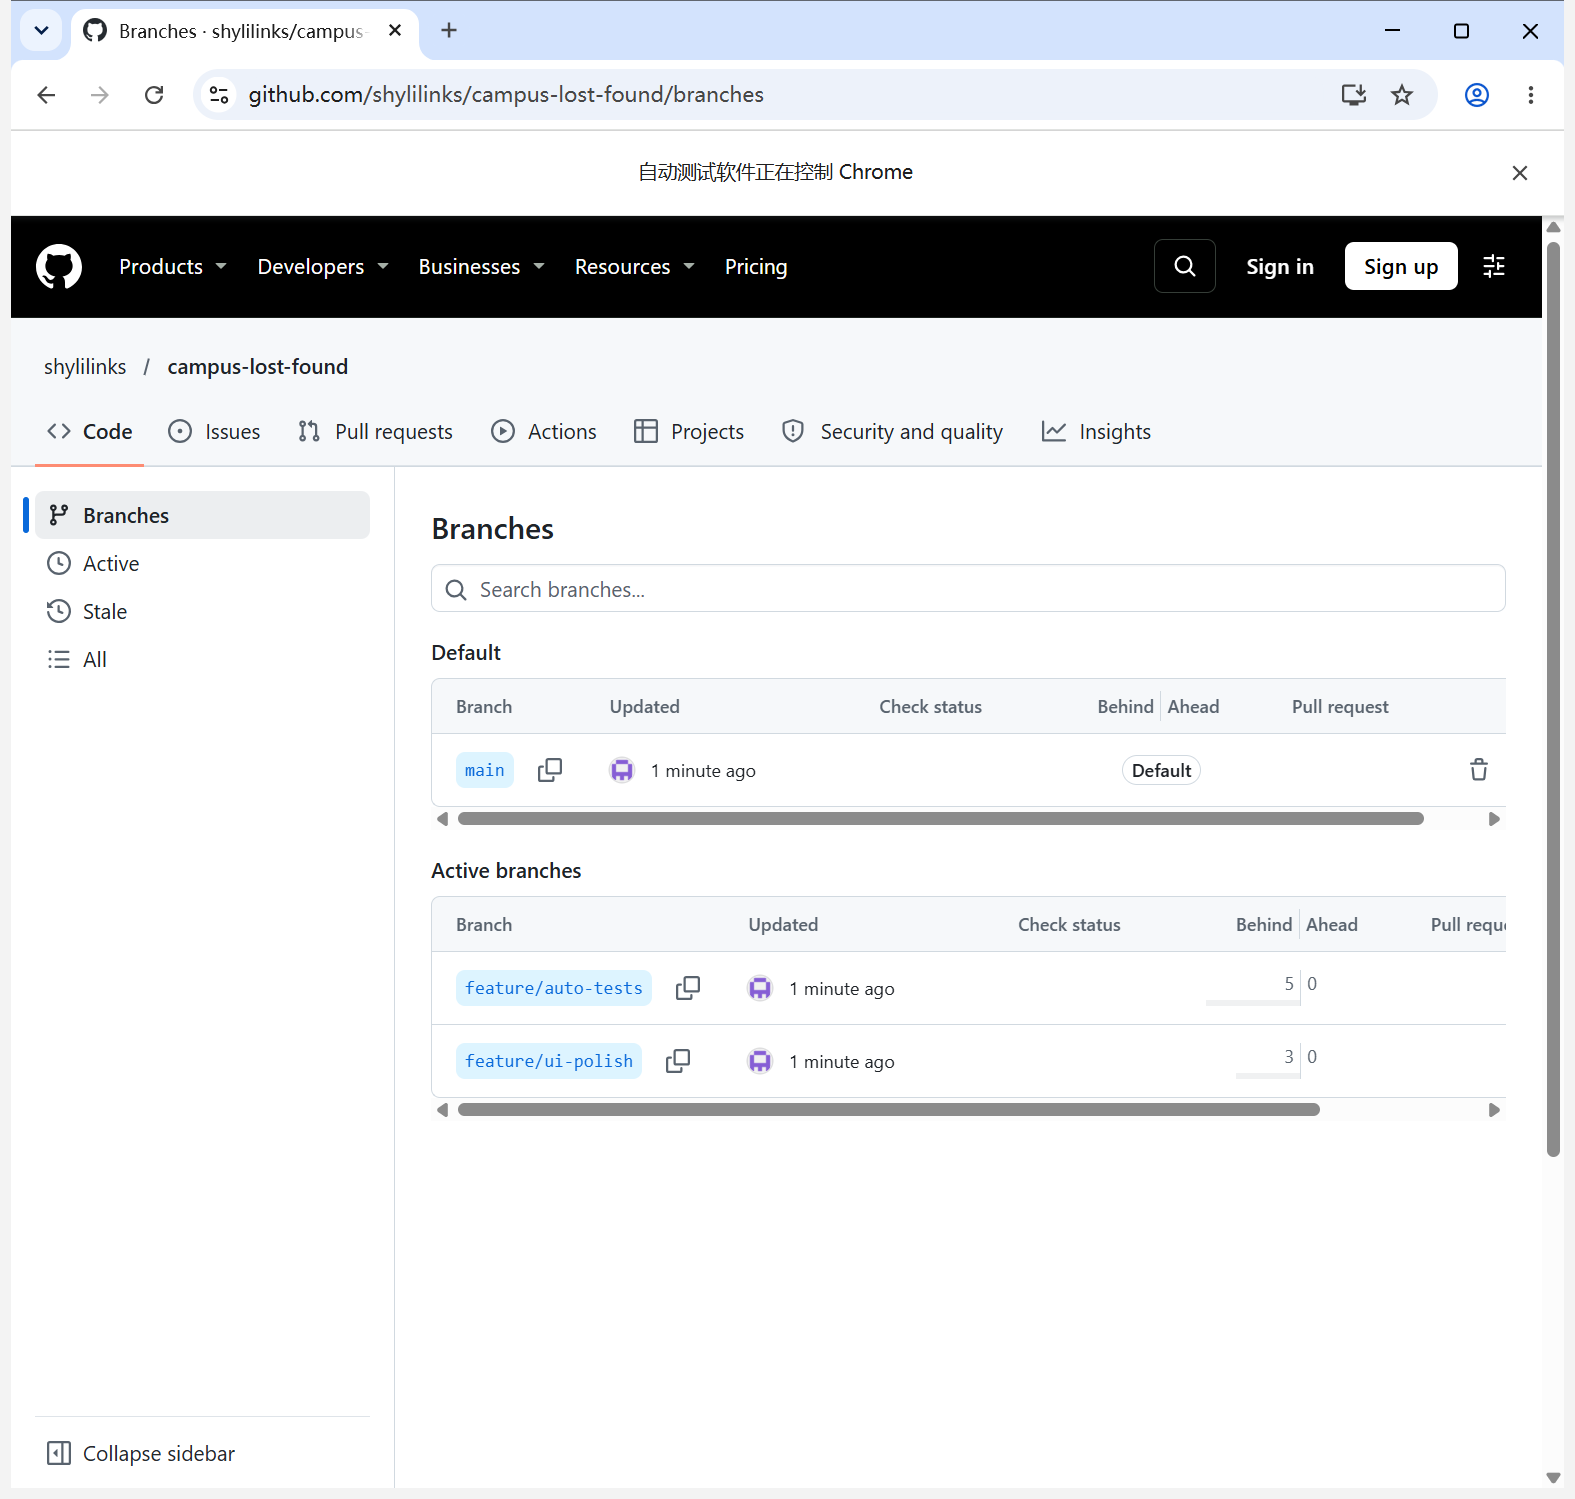 Branches · shylilinks/campus-
github.com/shylilinks/campus-lost-found/branches
自动测试软件正在控制 Chrome
Products Developers Businesses Resources Pricing Sign in Sign up
shylilinks / campus-lost-found
Code Issues Pull requests Actions Projects Security and quality Insights
Branches
Active
Stale
All
Branches
Search branches...
Default
Branch Updated Check status Behind Ahead Pull request
main 1 minute ago Default
Active branches
Branch Updated Check status Behind Ahead Pull reque
feature/auto-tests 1 minute ago 5 0
feature/ui-polish 1 minute ago 3 0
Collapse sidebar